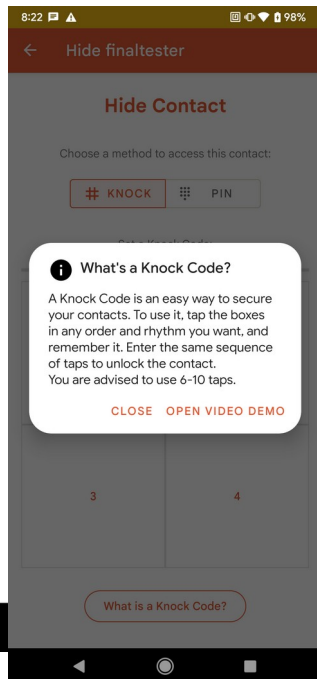 8:22
98%
Hide finaltester
Hide Contact
Choose a method to access this contact:
KNOCK
PIN
What's a Knock Code?
A Knock Code is an easy way to secure
your contacts. To use it, tap the boxes
in any order and rhythm you want, and
remember it. Enter the same sequence
of taps to unlock the contact.
You are advised to use 6-10 taps.
CLOSE OPEN VIDEO DEMO
3
4
What is a Knock Code?